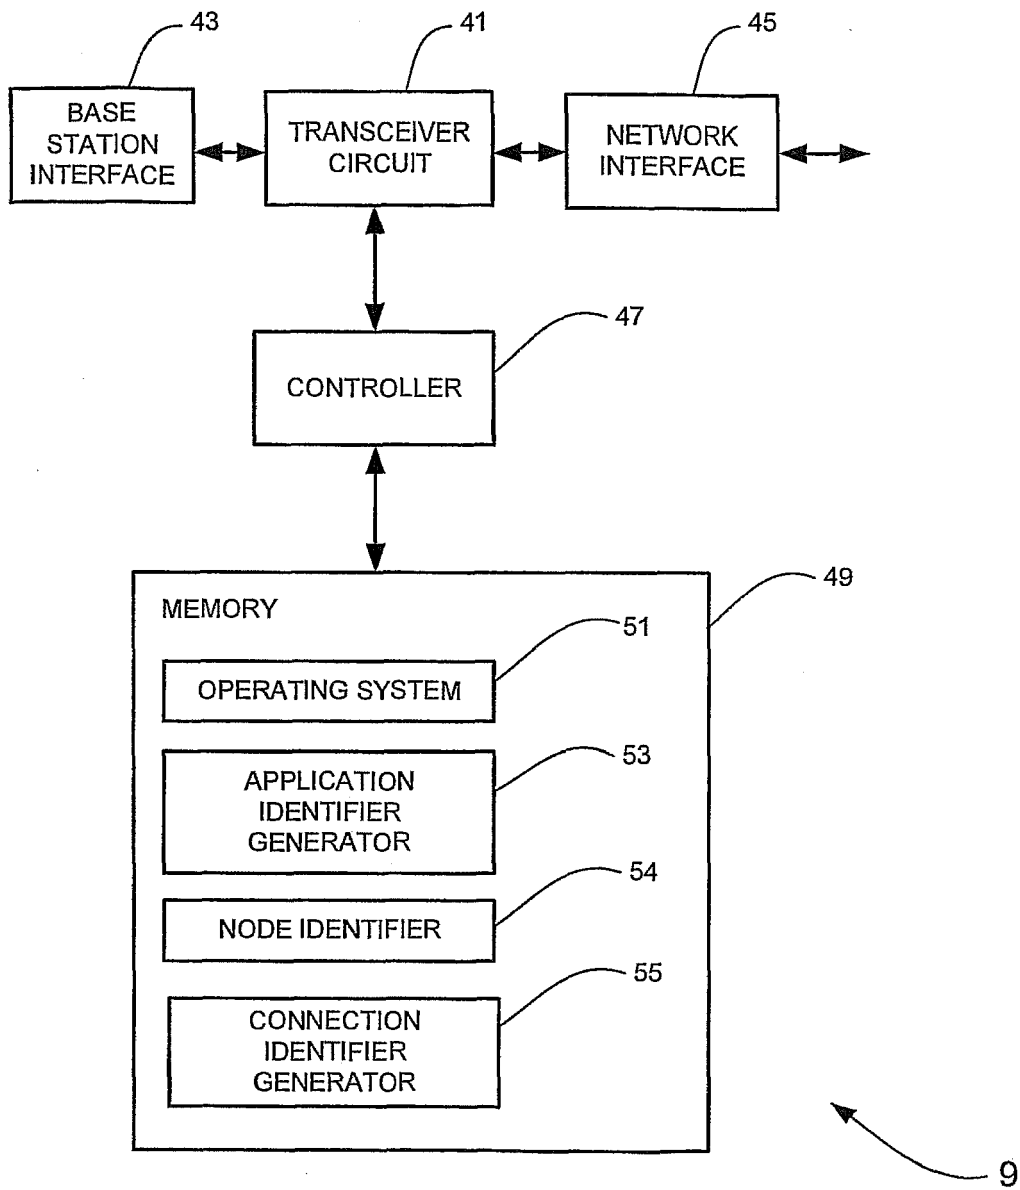 43
41
45
BASE
STATION
INTERFACE
TRANSCEIVER
CIRCUIT
NETWORK
INTERFACE
47
CONTROLLER
49
MEMORY
51
OPERATING SYSTEM
53
APPLICATION
IDENTIFIER
GENERATOR
54
NODE IDENTIFIER
55
CONNECTION
IDENTIFIER
GENERATOR
9